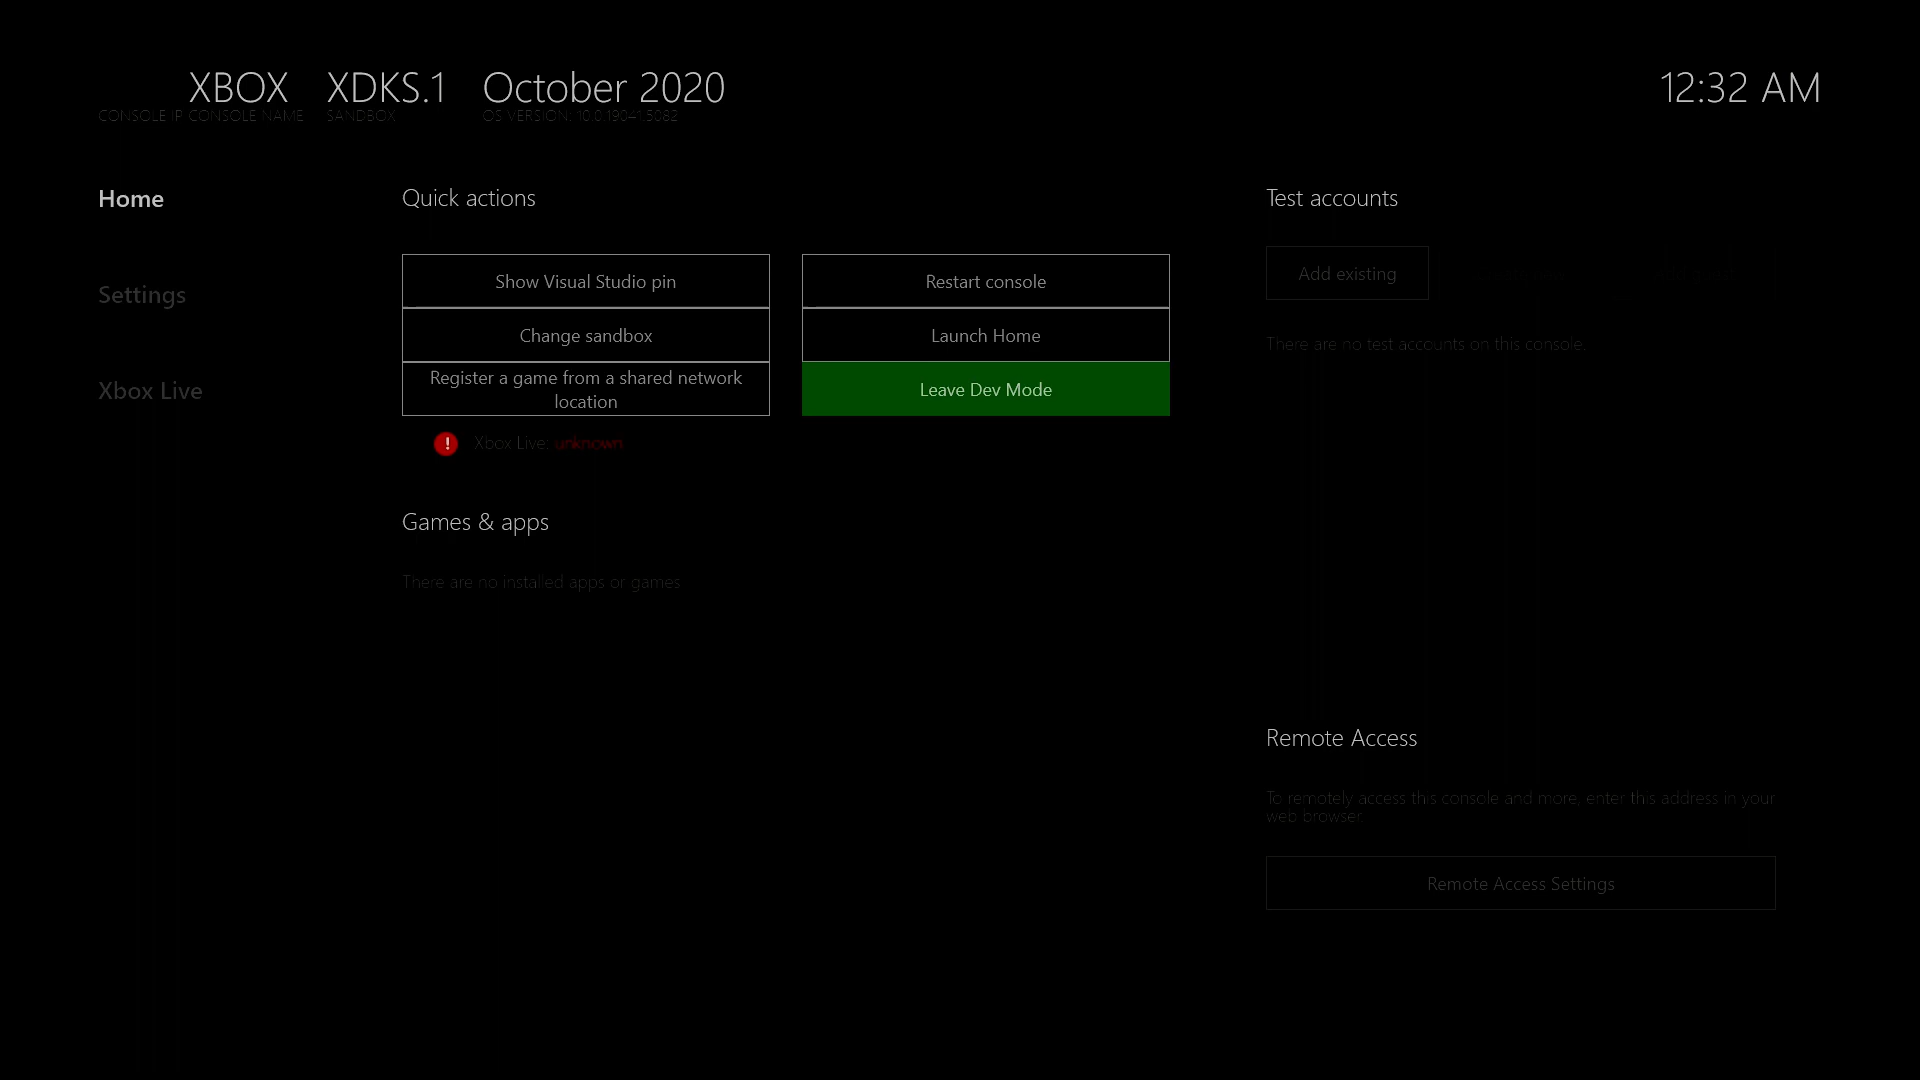 XBOX XDKS.1 October 2020 12:32 AM
CONSOLE IP CONSOLE NAME SANDBOX OS VERSION: 10.0.19041.5082
Home
Settings
Xbox Live
Quick actions
Show Visual Studio pin
Restart console
Change sandbox
Launch Home
Register a game from a shared network
location
Leave Dev Mode
! Xbox Live: unknown
Games & apps
There are no installed apps or games
Test accounts
Add existing
There are no test accounts on this console.
Remote Access
To remotely access this console and more, enter this address in your
web browser
Remote Access Settings